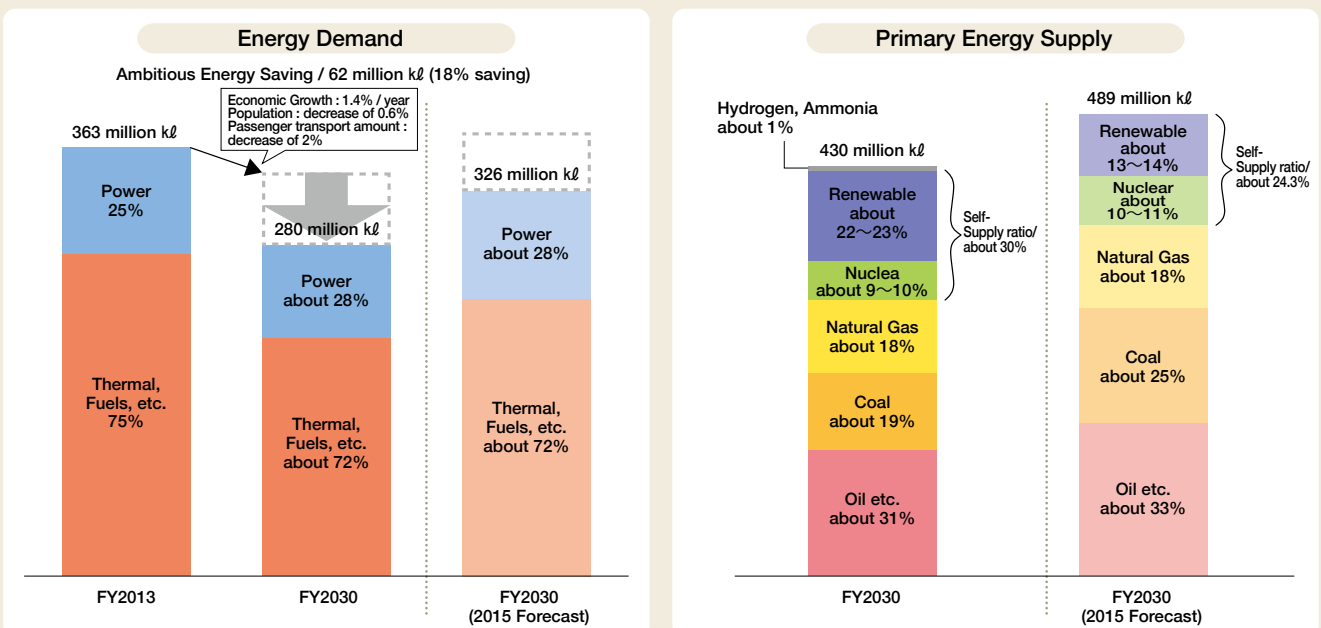 Energy Demand
Ambitious Energy Saving / 62 million kℓ (18% saving)
Economic Growth : 1.4% / year
Population : decrease of 0.6%
Passenger transport amount :
decrease of 2%
363 million kℓ
Power
25%
Thermal,
Fuels, etc.
75%
FY2013
280 million kℓ
Power
about 28%
Thermal,
Fuels, etc.
about 72%
FY2030
326 million kℓ
Power
about 28%
Thermal,
Fuels, etc.
about 72%
FY2030
(2015 Forecast)
Primary Energy Supply
Hydrogen, Ammonia
about 1%
430 million kℓ
Renewable
about
22～23%
Nuclea
about 9～10%
Self-
Supply ratio/
about 30%
Natural Gas
about 18%
Coal
about 19%
Oil etc.
about 31%
FY2030
489 million kℓ
Renewable
about
13～14%
Nuclear
about
10～11%
Self-
Supply ratio/
about 24.3%
Natural Gas
about 18%
Coal
about 25%
Oil etc.
about 33%
FY2030
(2015 Forecast)